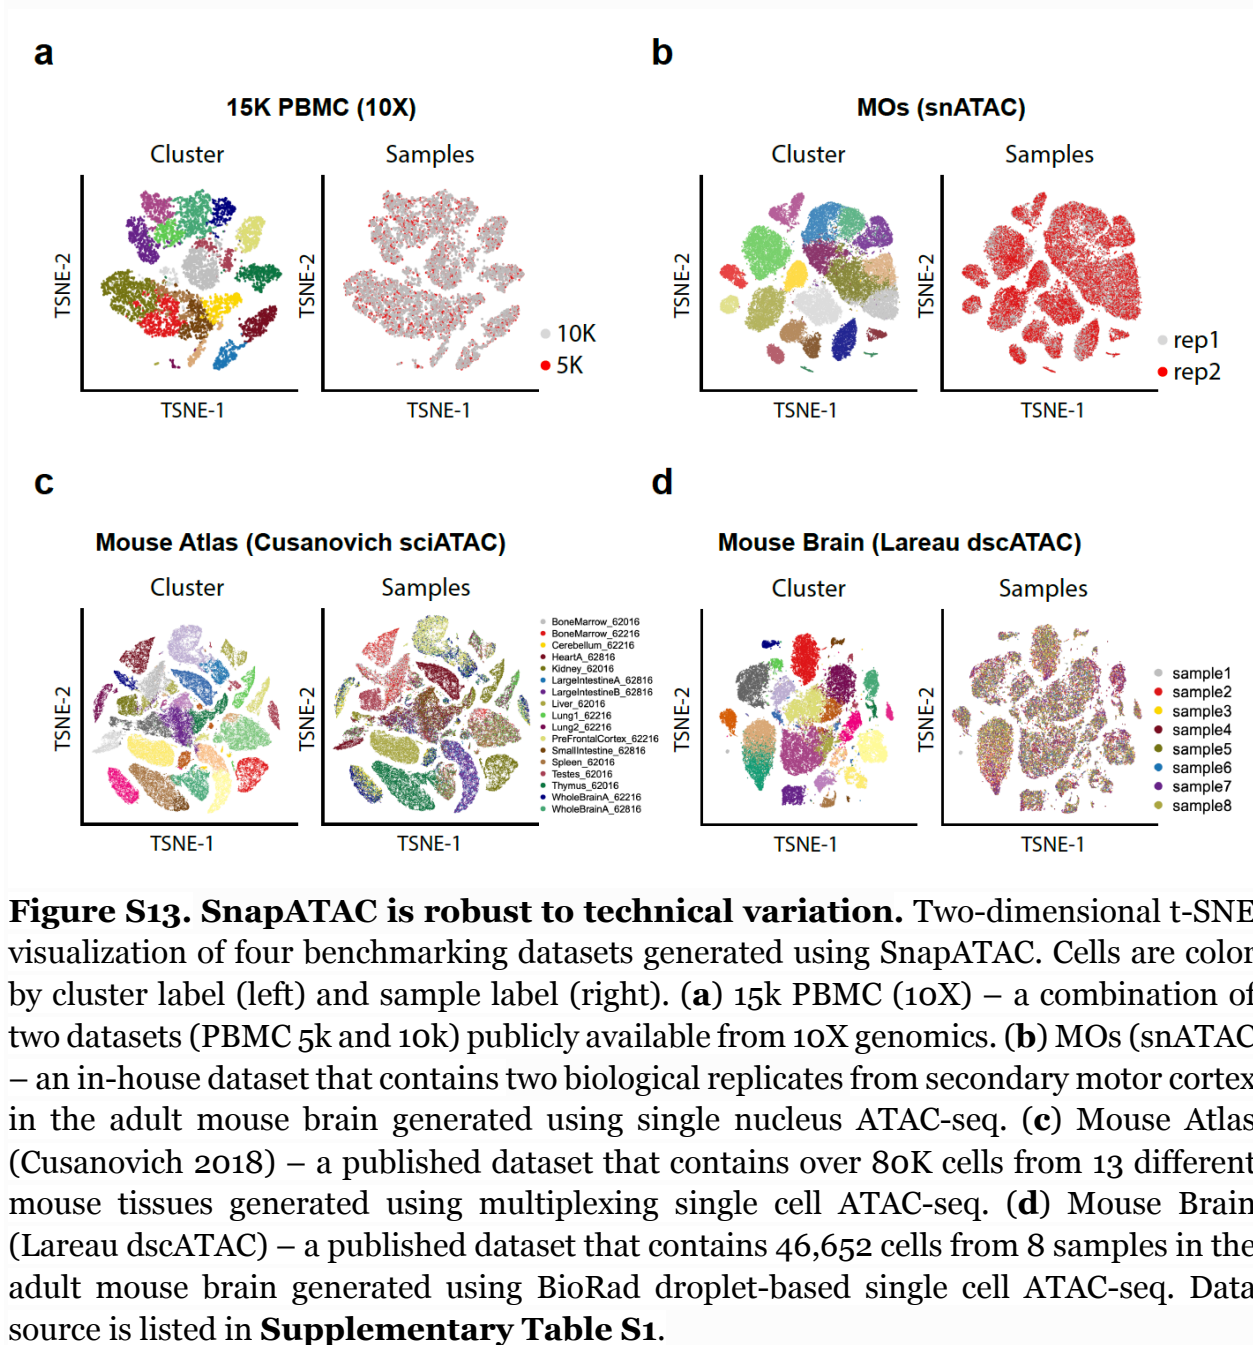 a
b
15K PBMC (10X)
MOs (snATAC)
Cluster
Samples
Cluster
Samples
TSNE-2
TSNE-2
TSNE-2
TSNE-2
10K
5K
rep1
rep2
TSNE-1
TSNE-1
TSNE-1
TSNE-1
c
d
Mouse Atlas (Cusanovich sciATAC)
Mouse Brain (Lareau dscATAC)
Cluster
Samples
Cluster
Samples
TSNE-2
TSNE-2
TSNE-2
TSNE-2
BoneMarrow_62016
BoneMarrow_62216
Cerebellum_62216
HeartA_62816
Kidney_62016
LargeIntestineA_62816
LargeIntestineB_62816
Liver_62016
Lung1_62216
Lung2_62216
PreFrontalCortex_62216
SmallIntestine_62816
Spleen_62016
Testes_62016
Thymus_62016
WholeBrainA_62216
WholeBrainA_62816
sample1
sample2
sample3
sample4
sample5
sample6
sample7
sample8
TSNE-1
TSNE-1
TSNE-1
TSNE-1
Figure S13. SnapATAC is robust to technical variation. Two-dimensional t-SNE
visualization of four benchmarking datasets generated using SnapATAC. Cells are color
by cluster label (left) and sample label (right). (a) 15k PBMC (10X) – a combination of
two datasets (PBMC 5k and 10k) publicly available from 10X genomics. (b) MOs (snATAC
– an in-house dataset that contains two biological replicates from secondary motor cortex
in the adult mouse brain generated using single nucleus ATAC-seq. (c) Mouse Atlas
(Cusanovich 2018) – a published dataset that contains over 80K cells from 13 different
mouse tissues generated using multiplexing single cell ATAC-seq. (d) Mouse Brain
(Lareau dscATAC) – a published dataset that contains 46,652 cells from 8 samples in the
adult mouse brain generated using BioRad droplet-based single cell ATAC-seq. Data
source is listed in Supplementary Table S1.